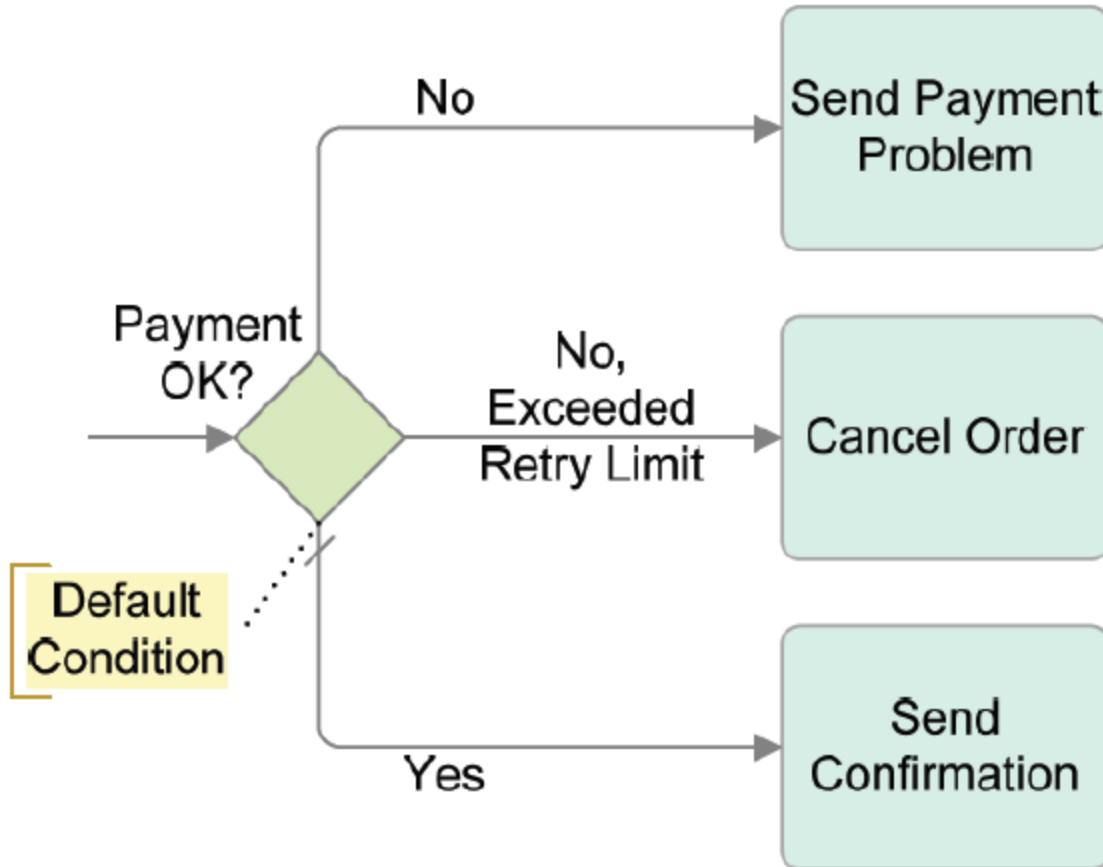 No
Send Payment
Problem
Payment
OK?
No,
Exceeded
Retry Limit
Cancel Order
Default
Condition
Yes
Send
Confirmation